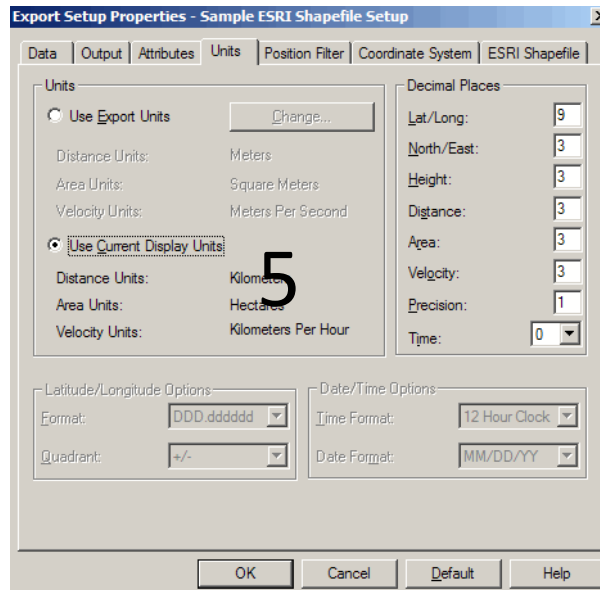 Export Setup Properties - Sample ESRI Shapefile Setup
Data Output Attributes Units Position Filter Coordinate System ESRI Shapefile
Units
Use Export Units Change...
Distance Units: Meters
Area Units: Square Meters
Velocity Units: Meters Per Second
Use Current Display Units
Distance Units: Kilometers
Area Units: Hectares
Velocity Units: Kilometers Per Hour
5
Decimal Places
Lat/Long: 9
North/East: 3
Height: 3
Distance: 3
Area: 3
Velocity: 3
Precision: 1
Time: 0
Latitude/Longitude Options
Format: DDD.dddddd
Quadrant: +/-
Date/Time Options
Time Format: 12 Hour Clock
Date Format: MM/DD/YY
OK Cancel Default Help